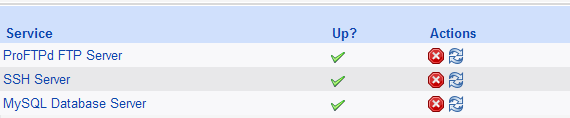 Service Up? Actions
ProFTPd FTP Server
SSH Server
MySQL Database Server